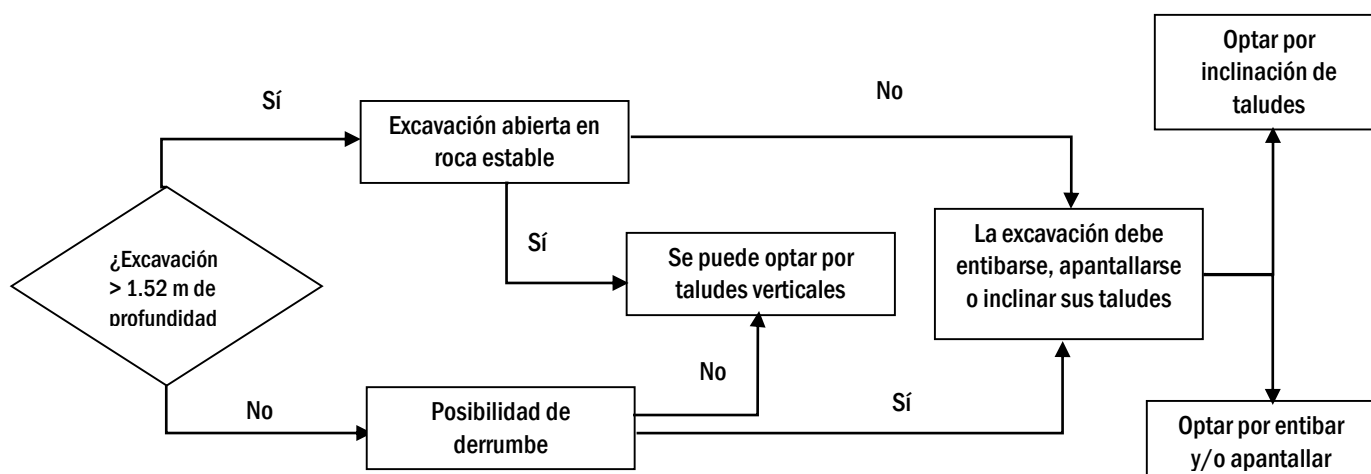 Optar por
inclinación de
taludes
Sí
No
Excavación abierta en
roca estable
¿Excavación
> 1.52 m de
profundidad
Sí
Se puede optar por
taludes verticales
La excavación debe
entibarse, apantallarse
o inclinar sus taludes
No
No
Posibilidad de
derrumbe
Sí
Optar por entibar
y/o apantallar